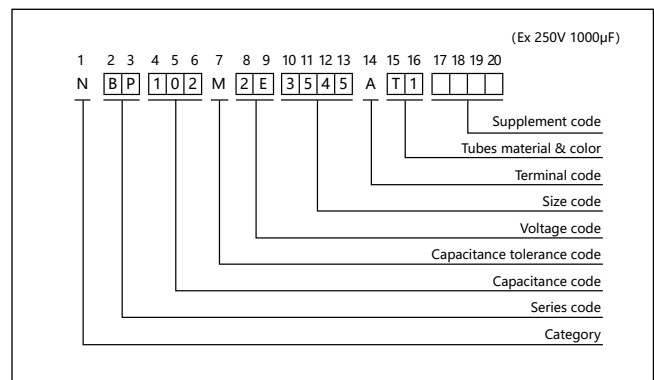 (Ex 250V 1000μF)
1 2 3 4 5 6 7 8 9 10 11 12 13 14 15 16 17 18 19 20
N B P 1 0 2 M 2 E 3 5 4 5 A T 1
Supplement code
Tubes material & color
Terminal code
Size code
Voltage code
Capacitance tolerance code
Capacitance code
Series code
Category